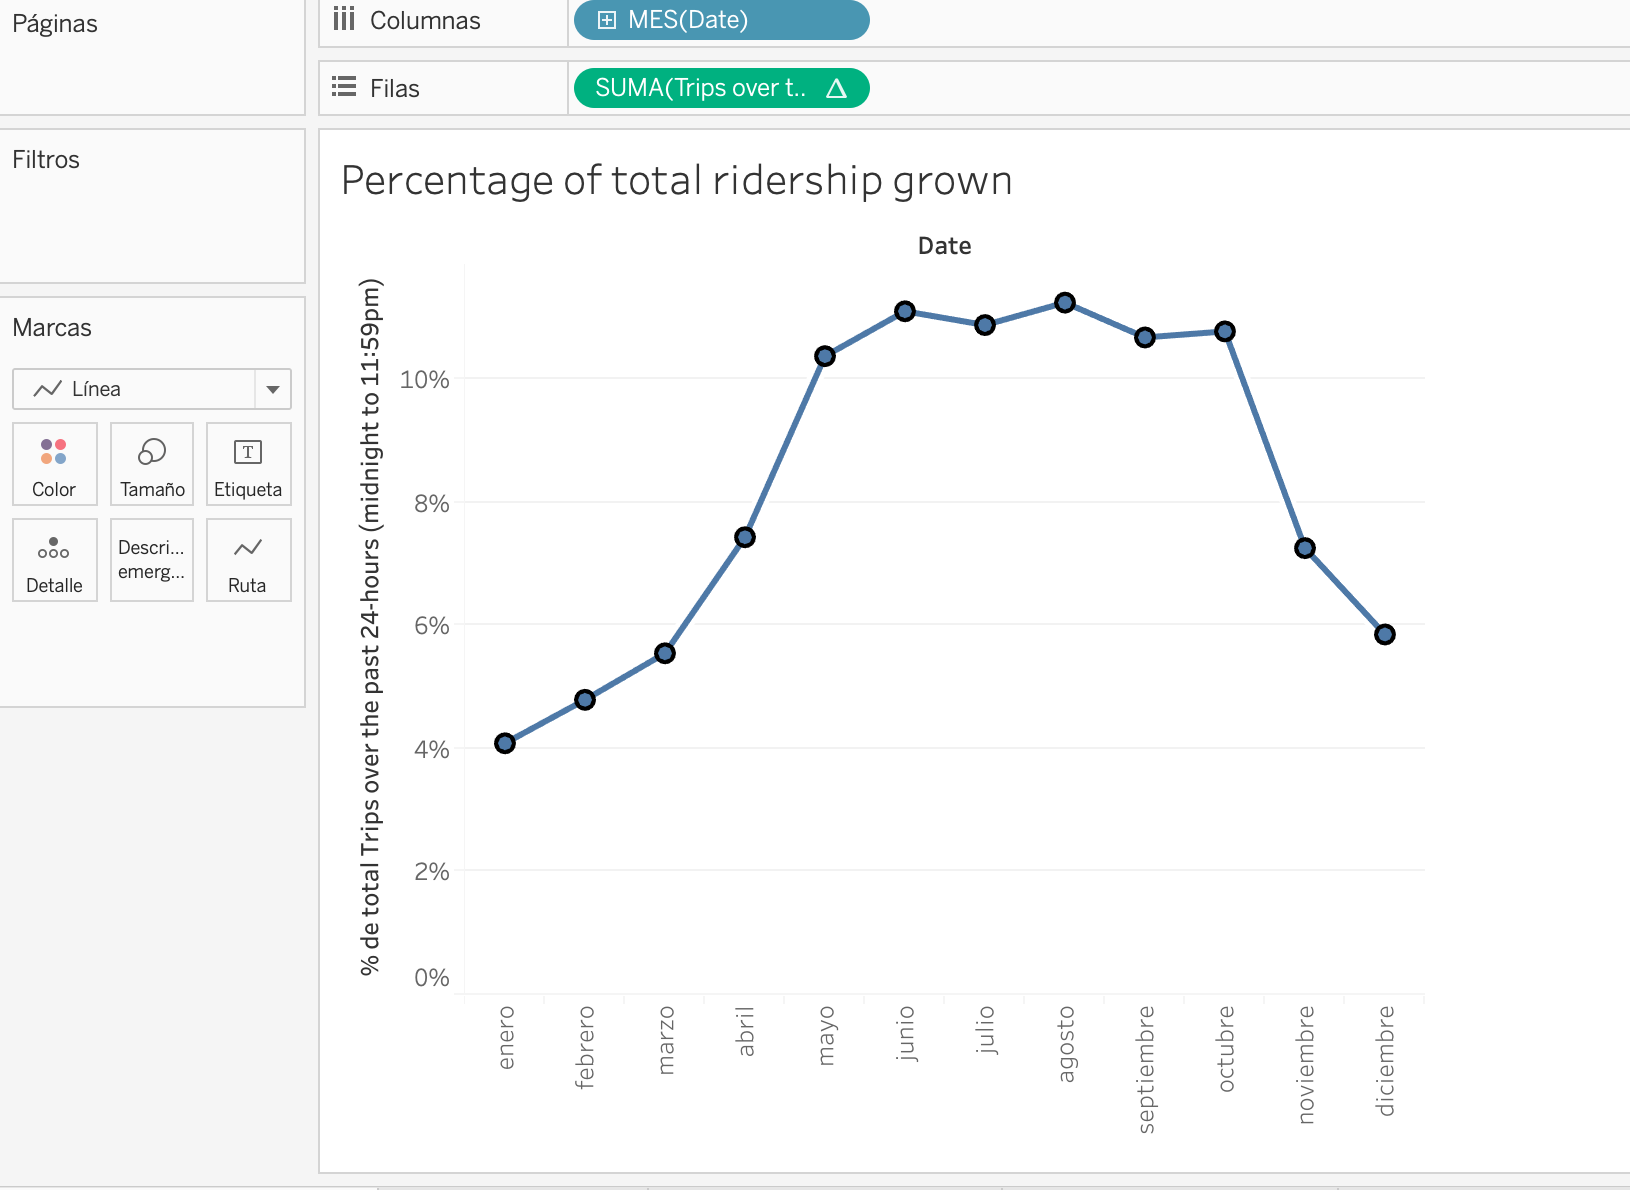 Páginas
Columnas
MES(Date)
Filas
SUMA(Trips over t..
Filtros
Marcas
Línea
Color
Tamaño
Etiqueta
Detalle
Descri...
emerg...
Ruta
Percentage of total ridership grown
Date
% de total Trips over the past 24-hours (midnight to 11:59pm)
10%
8%
6%
4%
2%
0%
enero
febrero
marzo
abril
mayo
junio
julio
agosto
septiembre
octubre
noviembre
diciembre